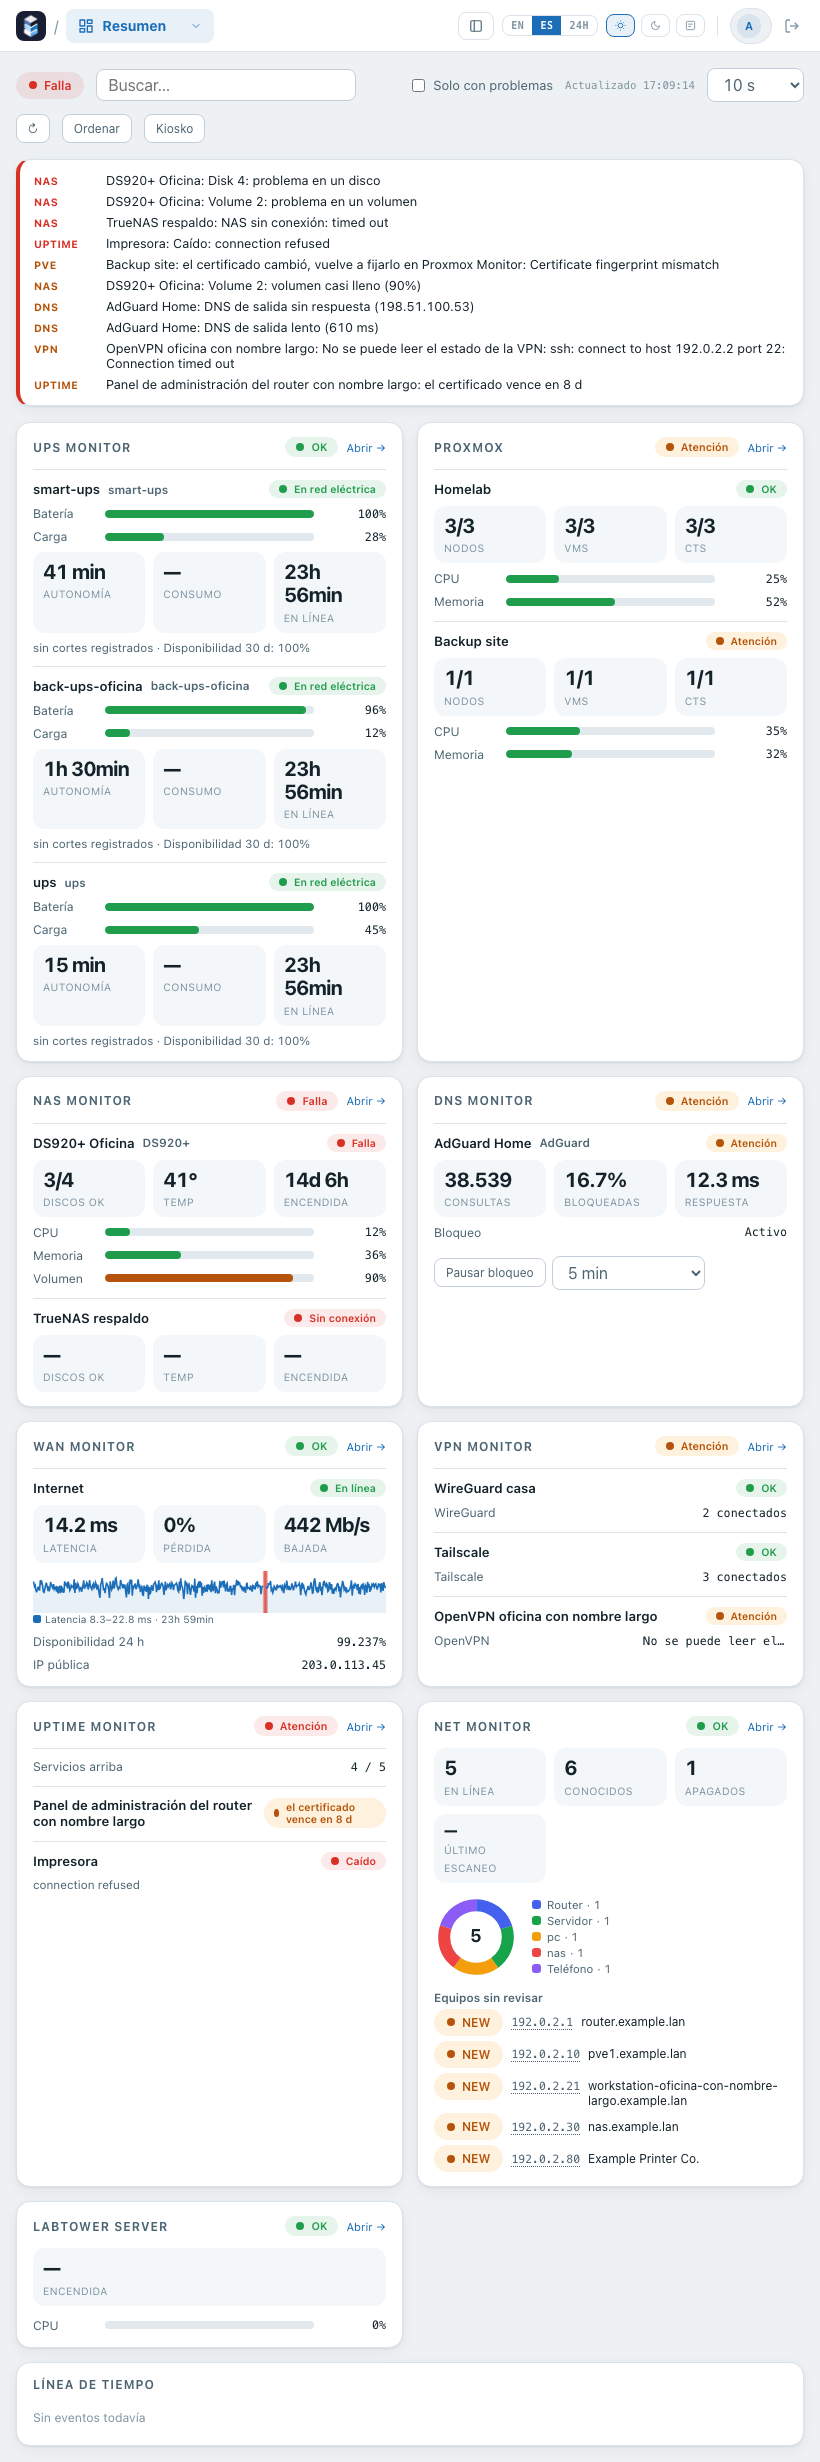 / Resumen
EN ES 24H
A
Falla
Buscar...
Solo con problemas
Actualizado 17:09:14
10 s
Ordenar
Kiosko
NAS DS920+ Oficina: Disk 4: problema en un disco
NAS DS920+ Oficina: Volume 2: problema en un volumen
NAS TrueNAS respaldo: NAS sin conexión: timed out
UPTIME Impresora: Caído: connection refused
PVE Backup site: el certificado cambió, vuelve a fijarlo en Proxmox Monitor: Certificate fingerprint mismatch
NAS DS920+ Oficina: Volume 2: volumen casi lleno (90%)
DNS AdGuard Home: DNS de salida sin respuesta (198.51.100.53)
DNS AdGuard Home: DNS de salida lento (610 ms)
VPN OpenVPN oficina con nombre largo: No se puede leer el estado de la VPN: ssh: connect to host 192.0.2.2 port 22:
Connection timed out
UPTIME Panel de administración del router con nombre largo: el certificado vence en 8 d
UPS MONITOR OK Abrir →
smart-ups smart-ups En red eléctrica
Batería 100%
Carga 28%
41 min — 23h
56min
AUTONOMÍA CONSUMO EN LÍNEA
sin cortes registrados · Disponibilidad 30 d: 100%
back-ups-oficina back-ups-oficina En red eléctrica
Batería 96%
Carga 12%
1h 30min — 23h
56min
AUTONOMÍA CONSUMO EN LÍNEA
sin cortes registrados · Disponibilidad 30 d: 100%
ups ups En red eléctrica
Batería 100%
Carga 45%
15 min — 23h
56min
AUTONOMÍA CONSUMO EN LÍNEA
sin cortes registrados · Disponibilidad 30 d: 100%
PROXMOX Atención Abrir →
Homelab OK
3/3 3/3 3/3
NODOS VMS CTS
CPU 25%
Memoria 52%
Backup site Atención
1/1 1/1 1/1
NODOS VMS CTS
CPU 35%
Memoria 32%
NAS MONITOR Falla Abrir →
DS920+ Oficina DS920+ Falla
3/4 41° 14d 6h
DISCOS OK TEMP ENCENDIDA
CPU 12%
Memoria 36%
Volumen 90%
TrueNAS respaldo Sin conexión
— — —
DISCOS OK TEMP ENCENDIDA
DNS MONITOR Atención Abrir →
AdGuard Home AdGuard Atención
38.539 16.7% 12.3 ms
CONSULTAS BLOQUEADAS RESPUESTA
Bloqueo Activo
Pausar bloqueo 5 min
WAN MONITOR OK Abrir →
Internet En línea
14.2 ms 0% 442 Mb/s
LATENCIA PÉRDIDA BAJADA
Latencia 8.3–22.8 ms · 23h 59min
Disponibilidad 24 h 99.237%
IP pública 203.0.113.45
VPN MONITOR Atención Abrir →
WireGuard casa OK
WireGuard 2 conectados
Tailscale OK
Tailscale 3 conectados
OpenVPN oficina con nombre largo Atención
OpenVPN No se puede leer el…
UPTIME MONITOR Atención Abrir →
Servicios arriba 4 / 5
Panel de administración del router
con nombre largo
el certificado
vence en 8 d
Impresora Caído
connection refused
NET MONITOR OK Abrir →
5 6 1
EN LÍNEA CONOCIDOS APAGADOS
—
ÚLTIMO
ESCANEO
5
Router · 1
Servidor · 1
pc · 1
nas · 1
Teléfono · 1
Equipos sin revisar
NEW 192.0.2.1 router.example.lan
NEW 192.0.2.10 pve1.example.lan
NEW 192.0.2.21 workstation-oficina-con-nombre-
largo.example.lan
NEW 192.0.2.30 nas.example.lan
NEW 192.0.2.80 Example Printer Co.
LABTOWER SERVER OK Abrir →
—
ENCENDIDA
CPU 0%
LÍNEA DE TIEMPO
Sin eventos todavía